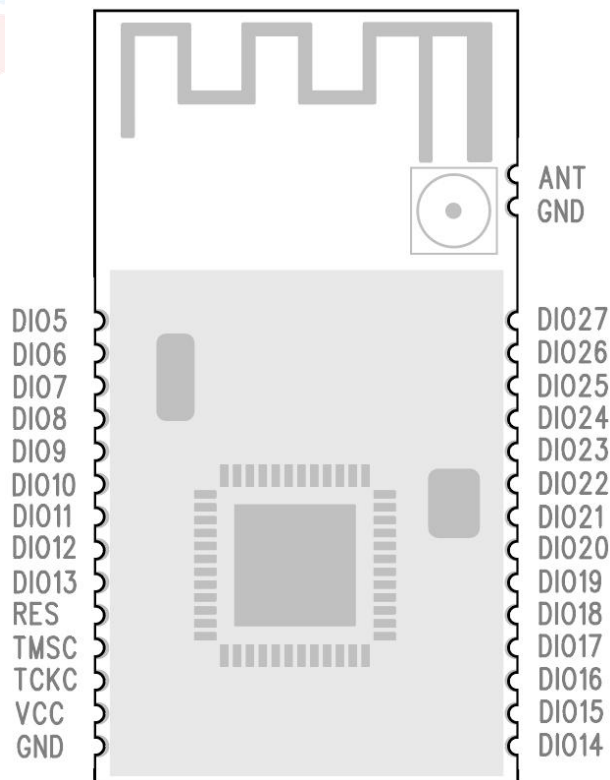 ANT
GND
DIO5
DIO6
DIO7
DIO8
DIO9
DIO10
DIO11
DIO12
DIO13
RES
TMSC
TCKC
VCC
GND
DIO27
DIO26
DIO25
DIO24
DIO23
DIO22
DIO21
DIO20
DIO19
DIO18
DIO17
DIO16
DIO15
DIO14